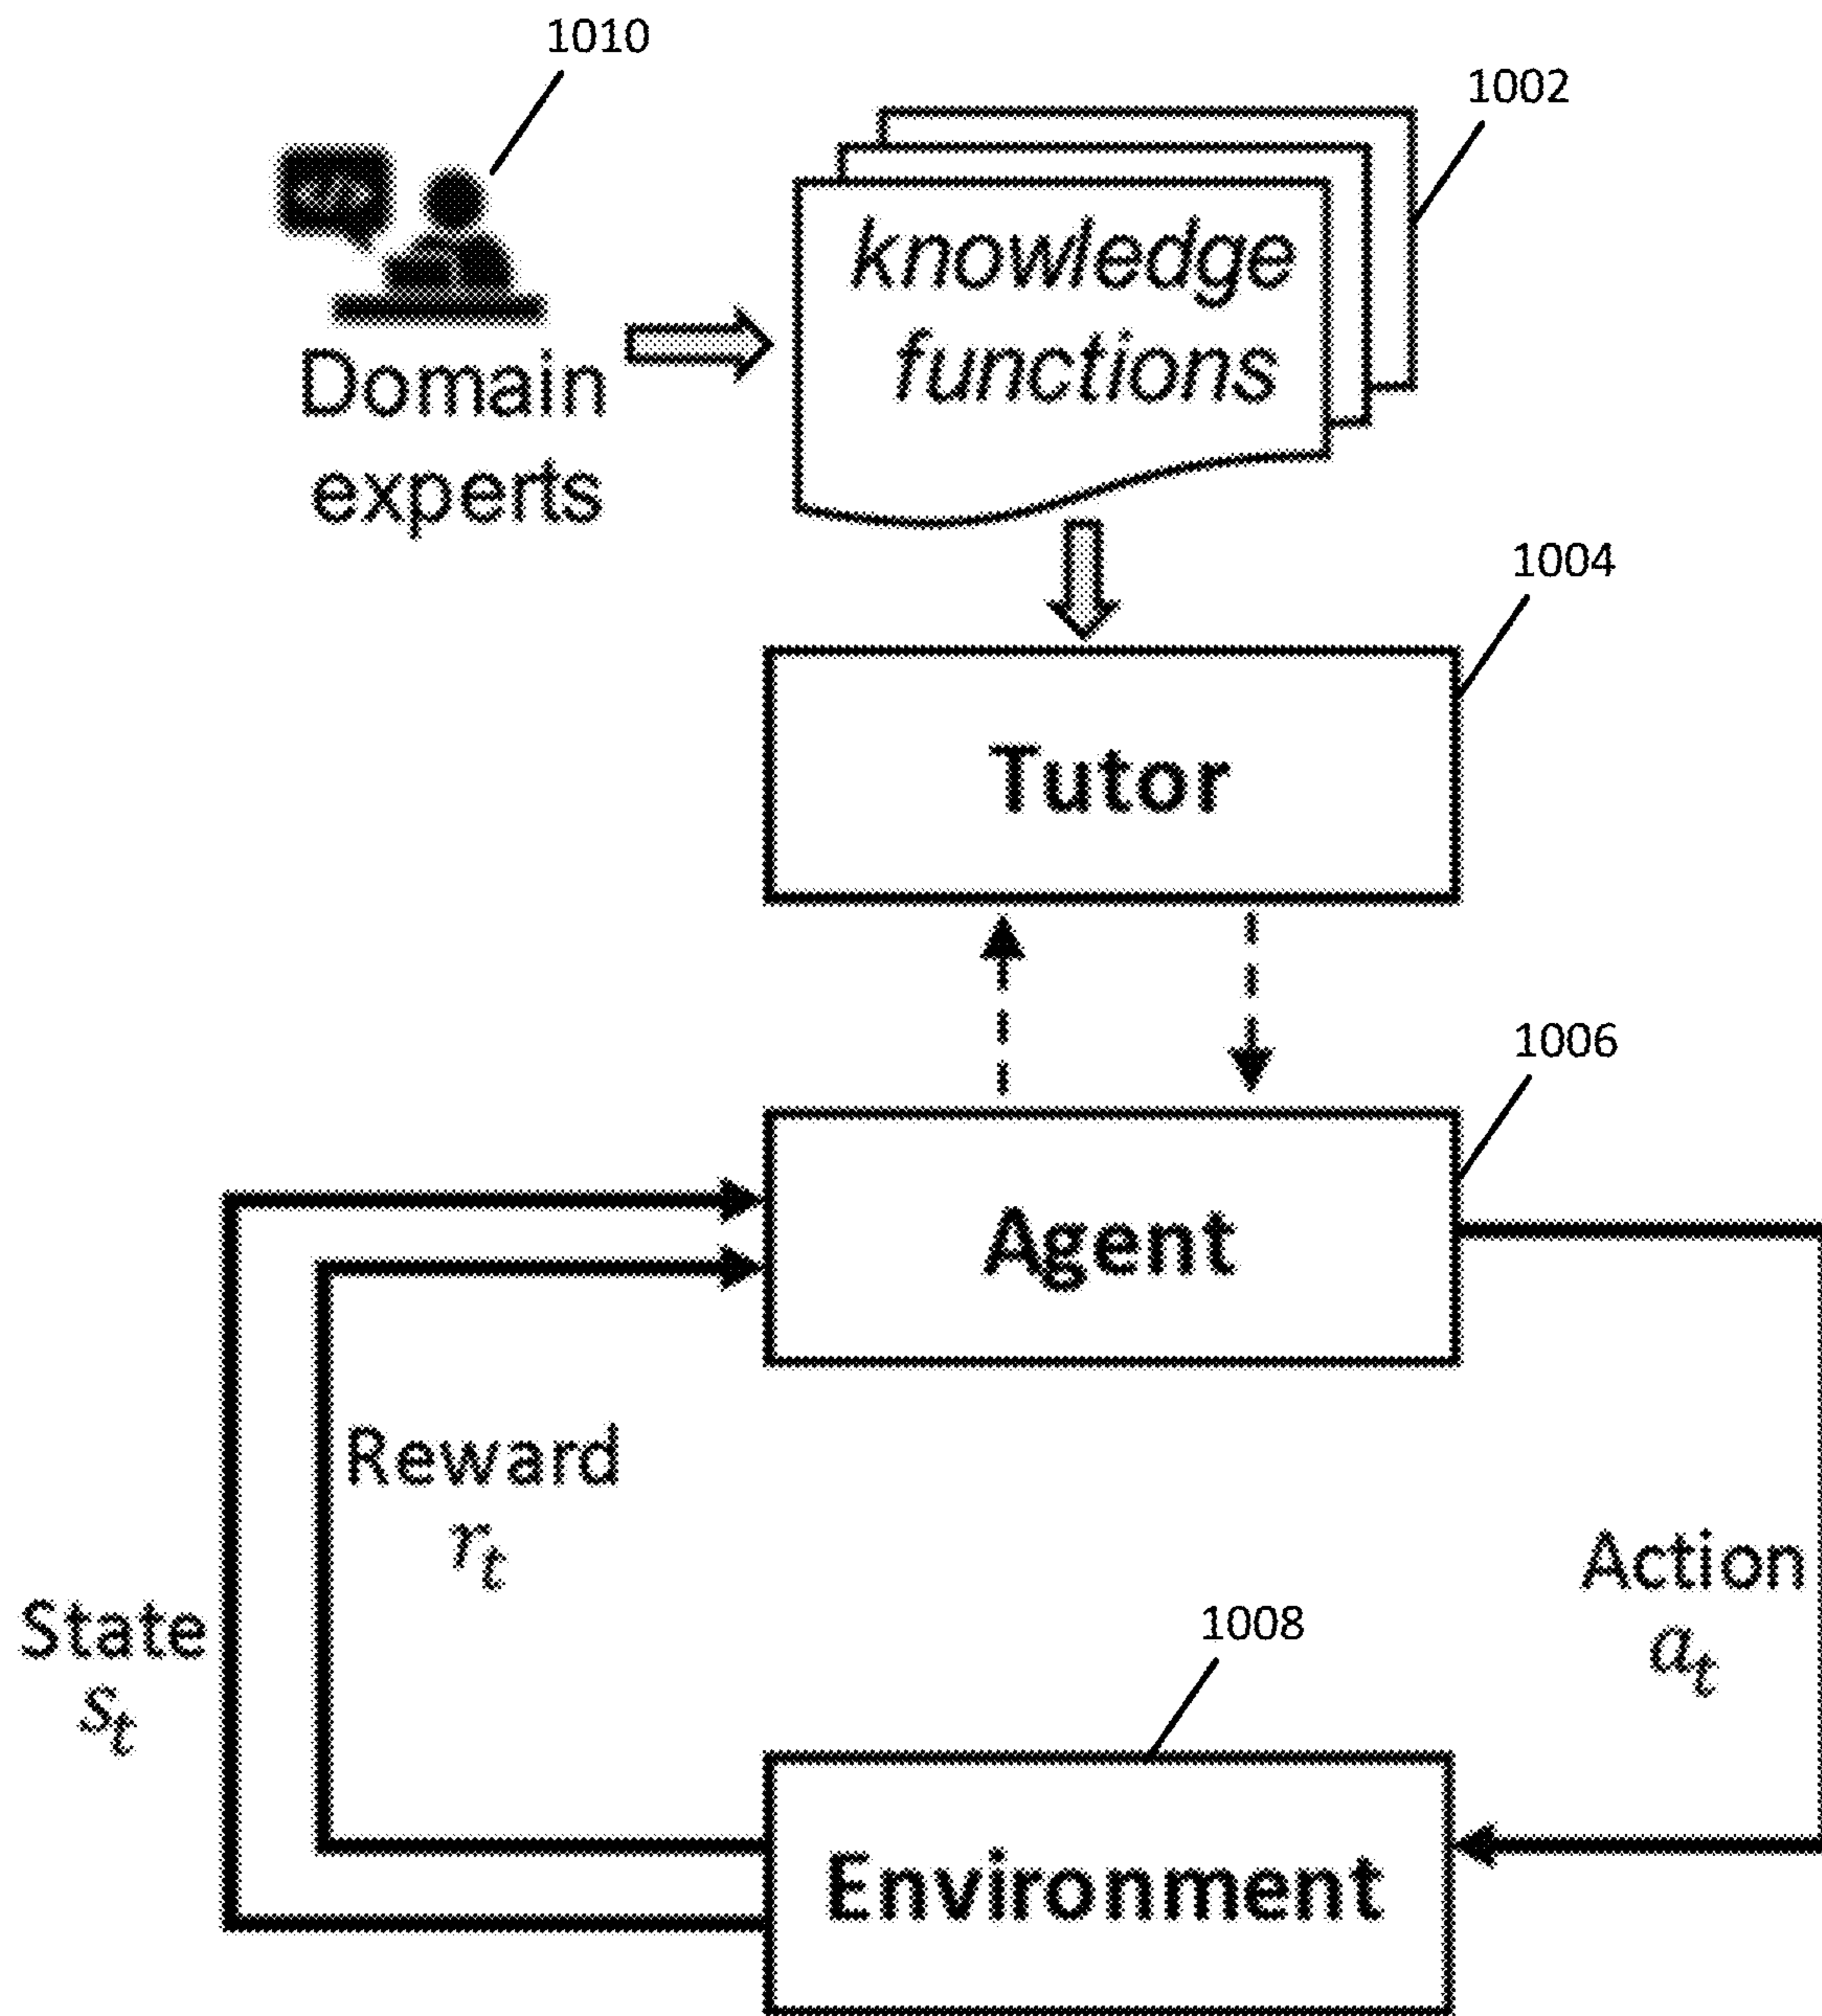 1010
1002
knowledge
functions
Domain
experts
1004
Tutor
1006
Agent
Reward
r_t
Action
a_t
State
s_t
1008
Environment